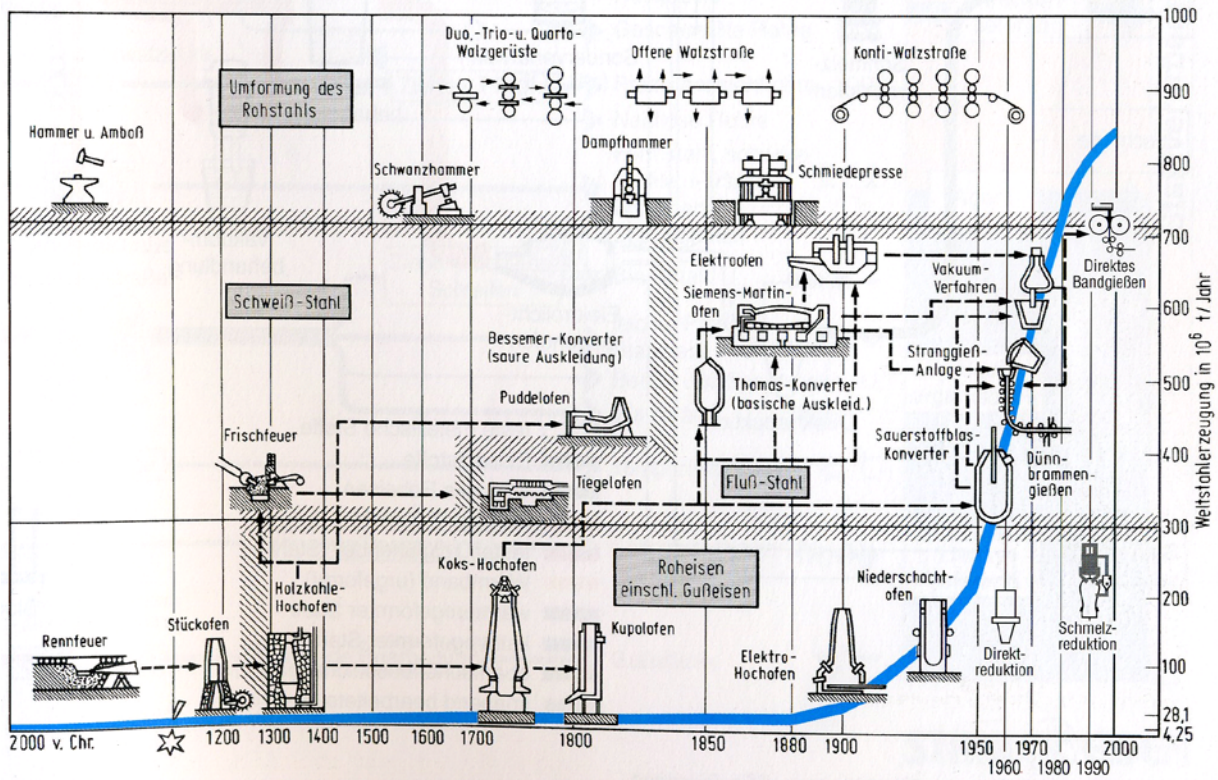 Duo,-Trio-u. Quarto-
Walzgerüste
Offene Walzstraße
Konti-Walzstraße
Umformung des
Rohstahls
Hammer u. Amboß
Schwanzhammer
Dampfhammer
Schmiedepresse
Elektroofen
Vakuum-
Verfahren
Direktes
Bandgießen
Schweiß-Stahl
Siemens-Martin-
Ofen
Bessemer-Konverter
(saure Auskleidung)
Stranggieß-
Anlage
Puddelofen
Thomas-Konverter
(basische Auskleid.)
Frischfeuer
Sauerstoffblas-
Konverter
Dünn-
brammen-
gießen
Tiegelofen
Fluß-Stahl
Koks-Hochofen
Roheisen
einschl. Gußeisen
Niederschacht-
ofen
Holzkohle-
Hochofen
Stückofen
Rennfeuer
Kupolofen
Elektro-
Hochofen
Direkt-
reduktion
Schmelz-
reduktion
1000
900
800
700
600
500
400
300
200
100
28,1
4,25
Weltstahlerzeugung in 10⁶ t/Jahr
2000 v. Chr.
1200
1300
1400
1500
1600
1700
1800
1850
1880
1900
1950
1960
1970
1980
1990
2000